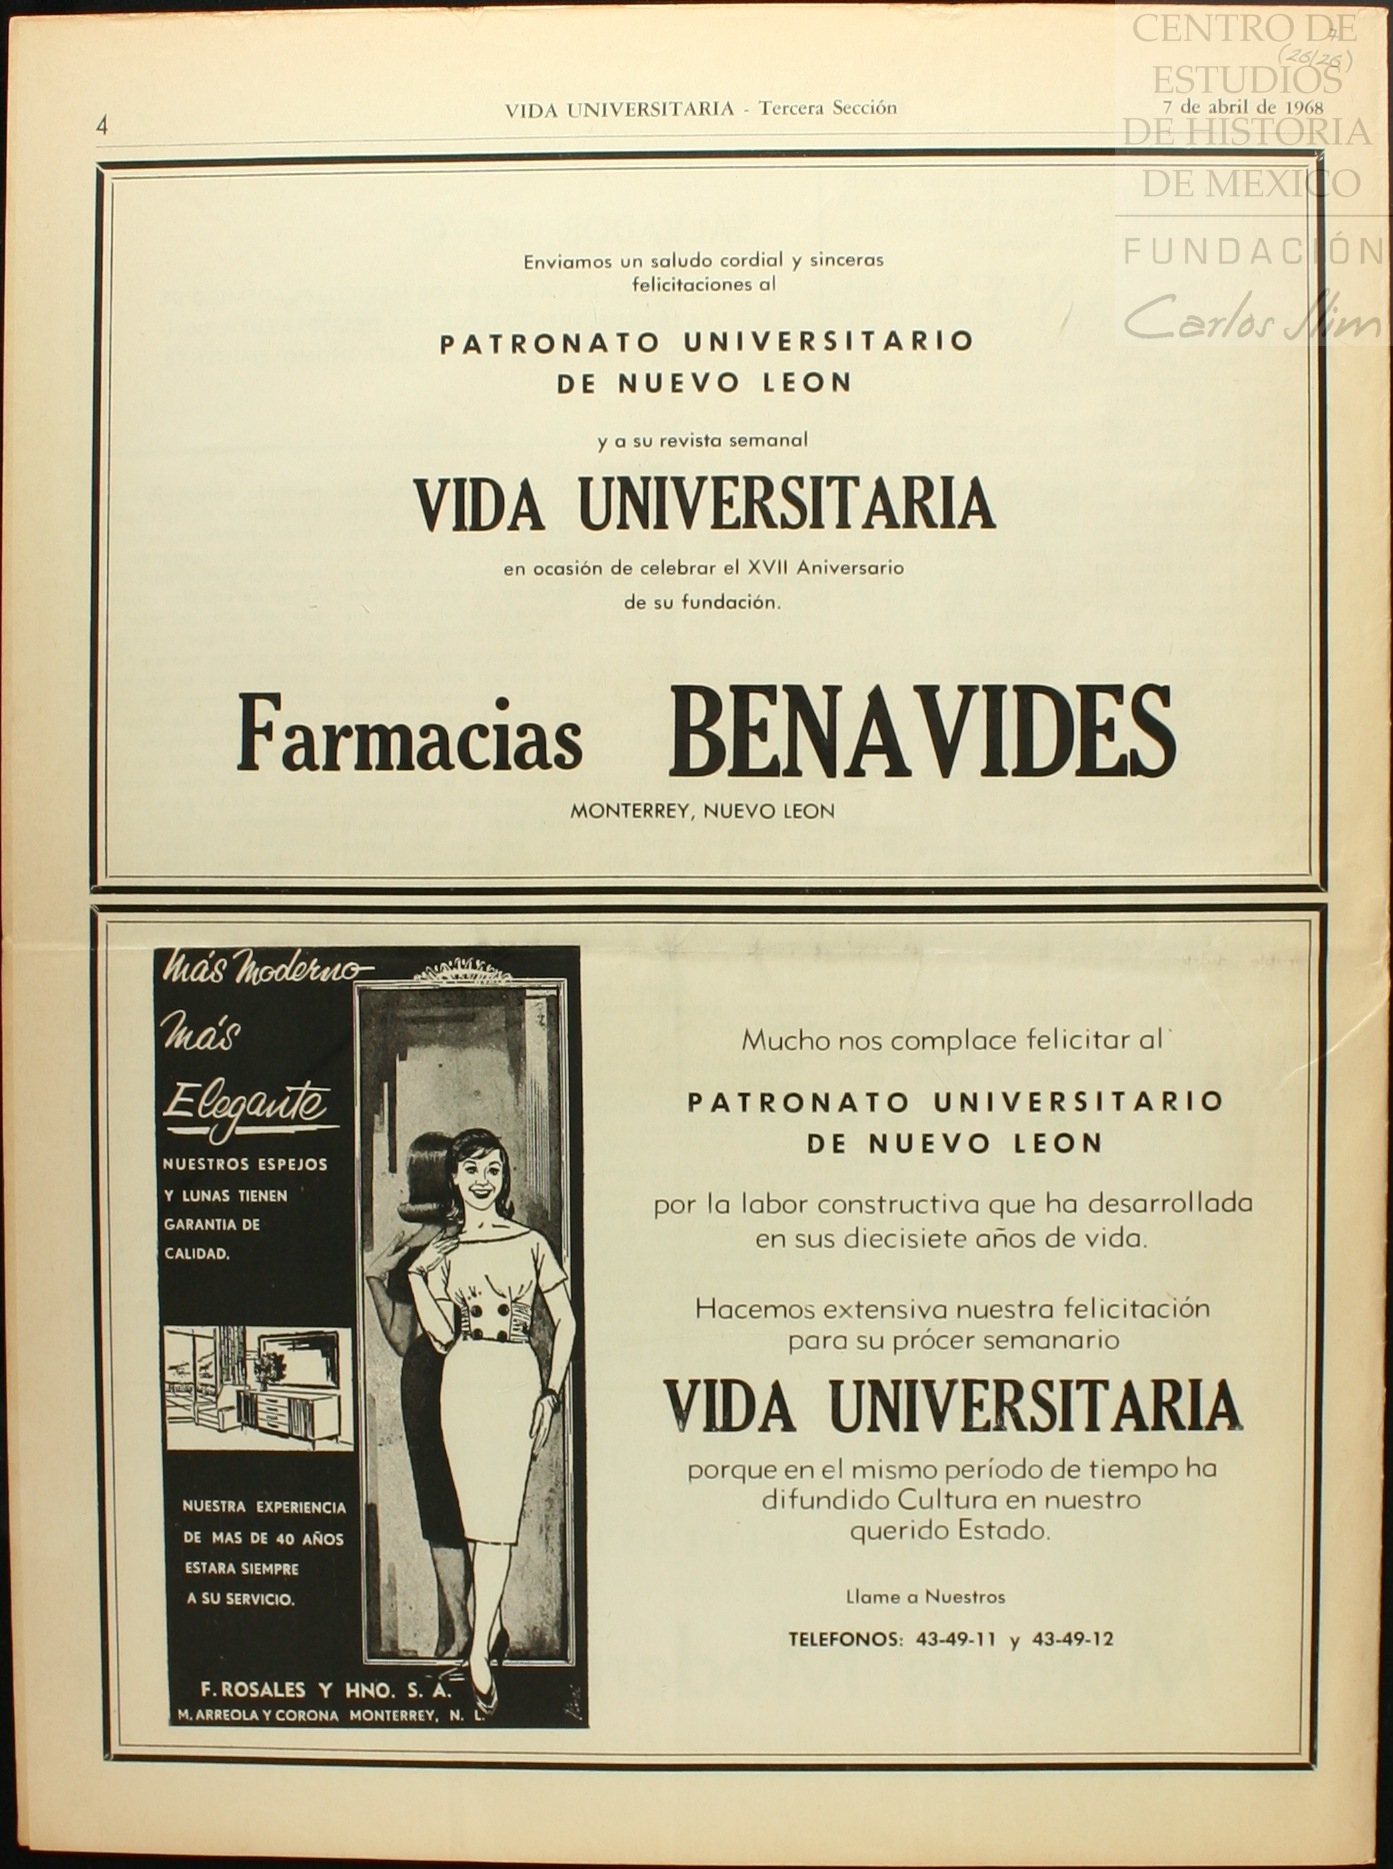 CENTRO DE
ESTUDIOS
DE HISTORIA
DE MEXICO
FUNDACIÓN
Carlos Slim
(26/26)
4
VIDA UNIVERSITARIA - Tercera Sección
7 de abril de 1968
Enviamos un saludo cordial y sinceras
felicitaciones al
PATRONATO UNIVERSITARIO
DE NUEVO LEON
y a su revista semanal
VIDA UNIVERSITARIA
en ocasión de celebrar el XVII Aniversario
de su fundación.
Farmacias BENAVIDES
MONTERREY, NUEVO LEON
más moderno
más
Elegante
NUESTROS ESPEJOS
Y LUNAS TIENEN
GARANTIA DE
CALIDAD.
NUESTRA EXPERIENCIA
DE MAS DE 40 AÑOS
ESTARA SIEMPRE
A SU SERVICIO.
F. ROSALES Y HNO. S. A.
M. ARREOLA Y CORONA MONTERREY, N. L.
Mucho nos complace felicitar al
PATRONATO UNIVERSITARIO
DE NUEVO LEON
por la labor constructiva que ha desarrollada
en sus diecisiete años de vida.
Hacemos extensiva nuestra felicitación
para su prócer semanario
VIDA UNIVERSITARIA
porque en el mismo período de tiempo ha
difundido Cultura en nuestro
querido Estado.
Llame a Nuestros
TELEFONOS: 43-49-11 y 43-49-12